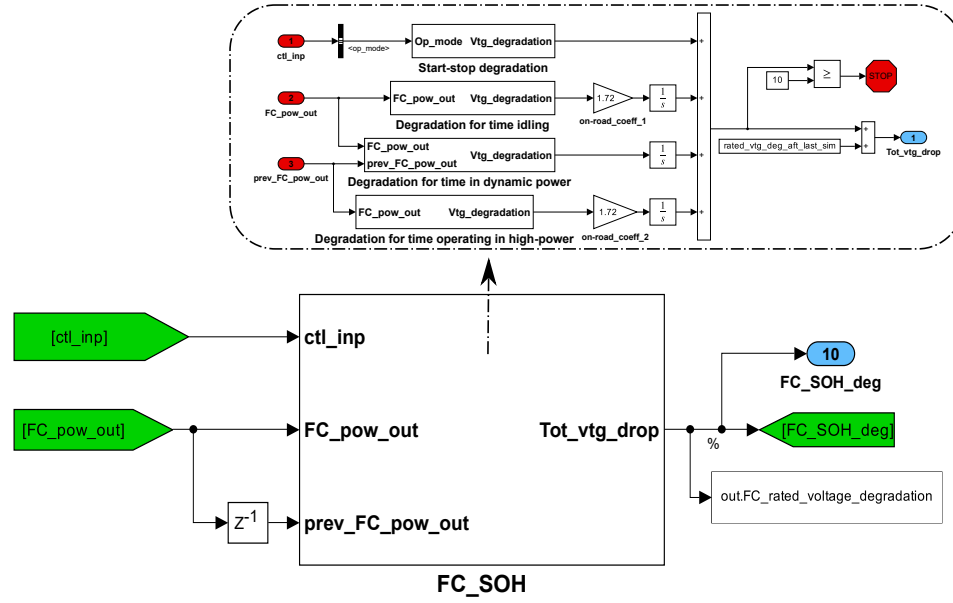 1
ctl_inp
<op_mode>
Op_mode Vtg_degradation
Start-stop degradation
2
FC_pow_out
FC_pow_out Vtg_degradation
Degradation for time idling
1.72
on-road_coeff_1
1
s
FC_pow_out
prev_FC_pow_out
Vtg_degradation
Degradation for time in dynamic power
1
s
3
prev_FC_pow_out
FC_pow_out Vtg_degradation
Degradation for time operating in high-power
1.72
on-road_coeff_2
1
s
+
+
+
+
10
≥
STOP
rated_vtg_deg_aft_last_sim
+
+
1
Tot_vtg_drop
[ctl_inp]
[FC_pow_out]
Z-1
ctl_inp
FC_pow_out
prev_FC_pow_out
Tot_vtg_drop
FC_SOH
%
10
FC_SOH_deg
[FC_SOH_deg]
out.FC_rated_voltage_degradation